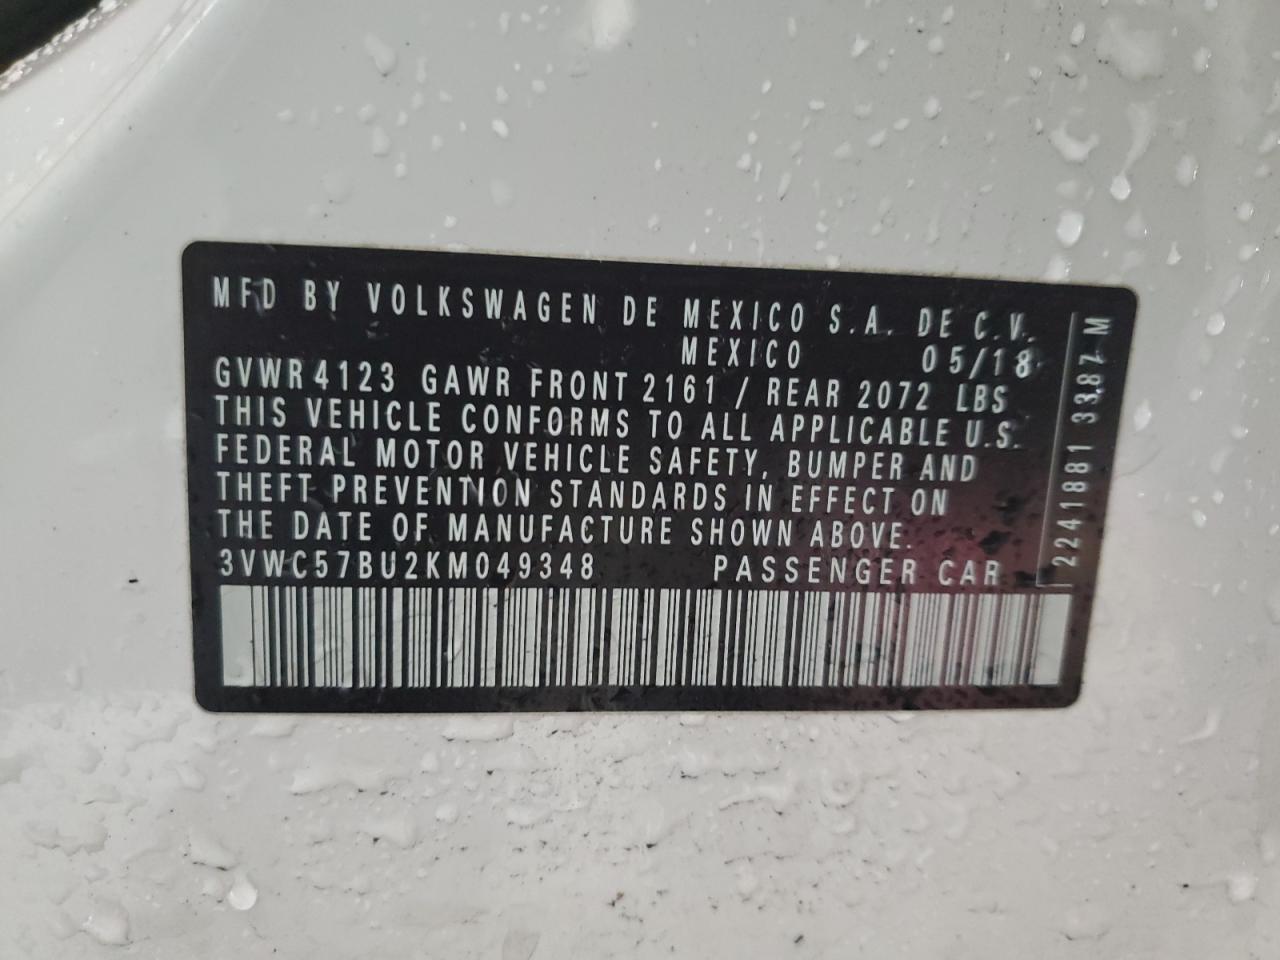 MFD BY VOLKSWAGEN DE MEXICO S.A. DE C.V.
MEXICO 05/18
GVWR 4123 GAWR FRONT 2161 / REAR 2072 LBS
THIS VEHICLE CONFORMS TO ALL APPLICABLE U.S.
FEDERAL MOTOR VEHICLE SAFETY, BUMPER AND
THEFT PREVENTION STANDARDS IN EFFECT ON
THE DATE OF MANUFACTURE SHOWN ABOVE.
3VWC57BU2KM049348 PASSENGER CAR
2241881 3387 M